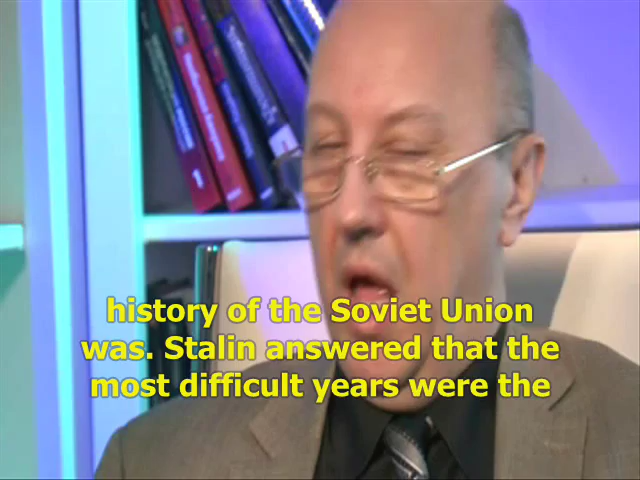 history of the Soviet Union
was. Stalin answered that the
most difficult years were the